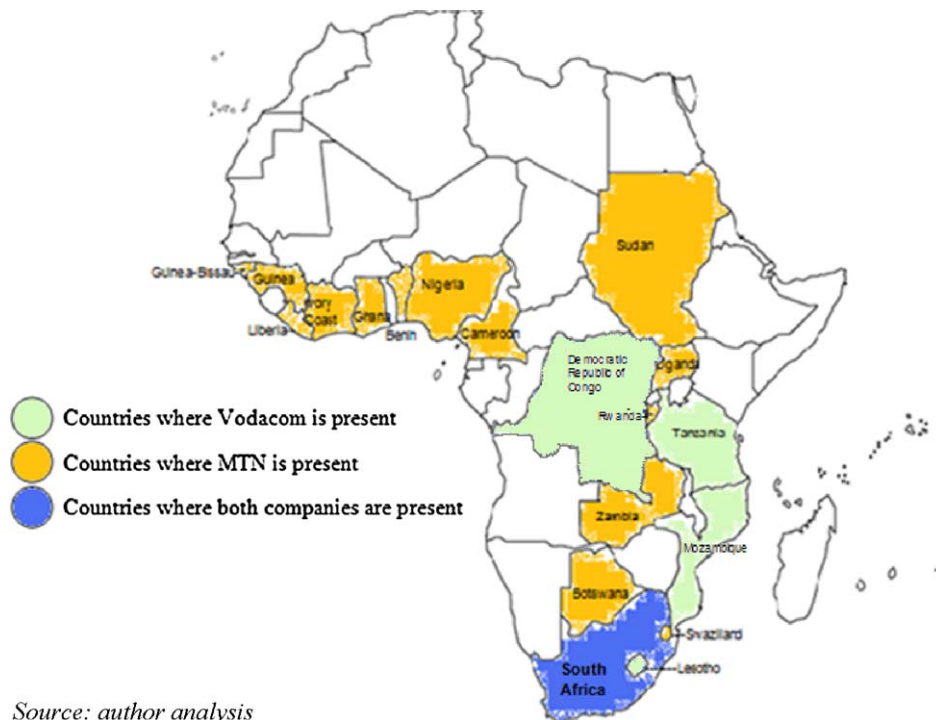 Sudan
Guinea-Bissau
Guinea
Nigeria
Ivory
Coast
Ghana
Liberia
Benin
Cameroon
Democratic
Republic of
Congo
Uganda
Rwanda
Tansania
Countries where Vodacom is present
Countries where MTN is present
Countries where both companies are present
Zambia
Mozambique
Botswana
Swaziland
South
Africa
Lesotho
Source: author analysis